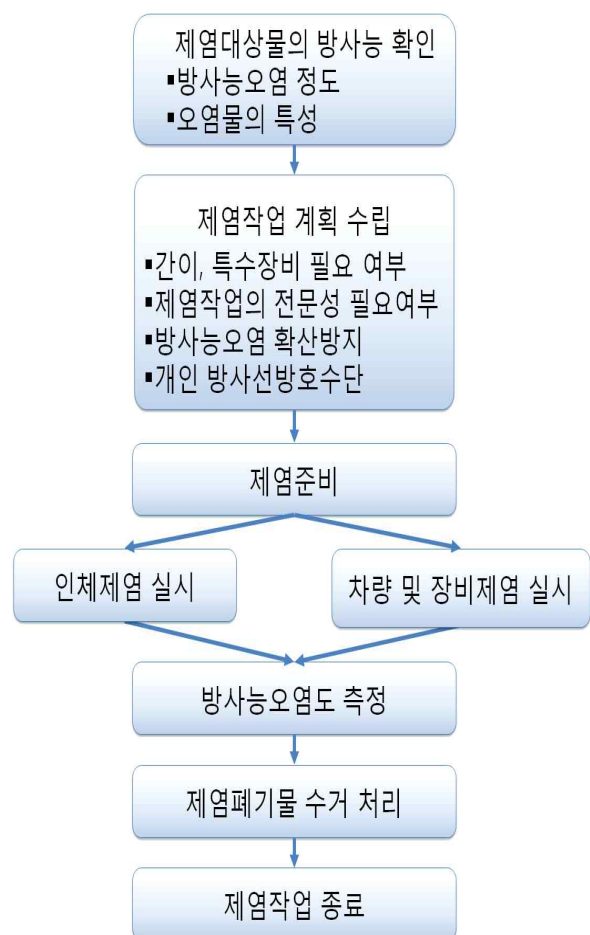 제염대상물의 방사능 확인
▪방사능오염 정도
▪오염물의 특성
제염작업 계획 수립
▪간이, 특수장비 필요 여부
▪제염작업의 전문성 필요여부
▪방사능오염 확산방지
▪개인 방사선방호수단
제염준비
인체제염 실시
차량 및 장비제염 실시
방사능오염도 측정
제염폐기물 수거 처리
제염작업 종료